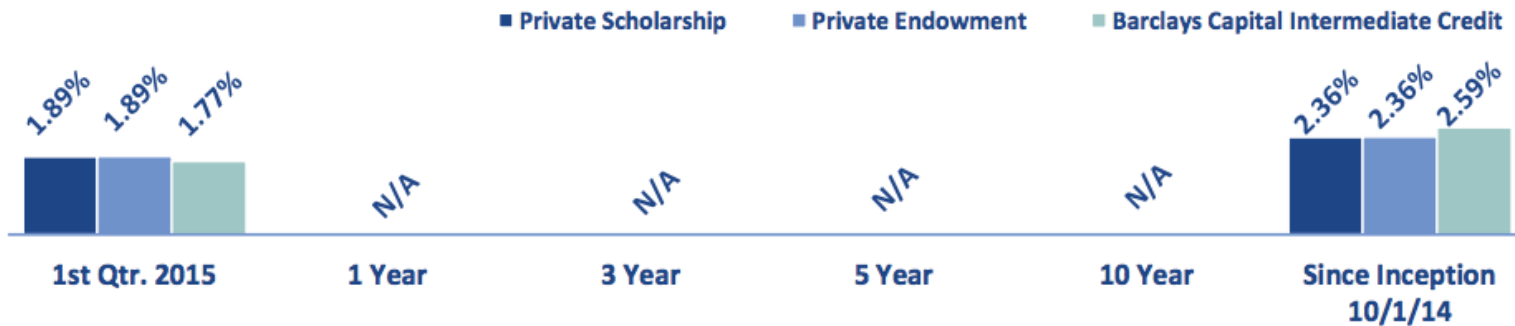 Private Scholarship Private Endowment Barclays Capital Intermediate Credit
1.89% 1.89% 1.77% N/A N/A N/A N/A 2.36% 2.36% 2.59%
1st Qtr. 2015 1 Year 3 Year 5 Year 10 Year Since Inception
10/1/14